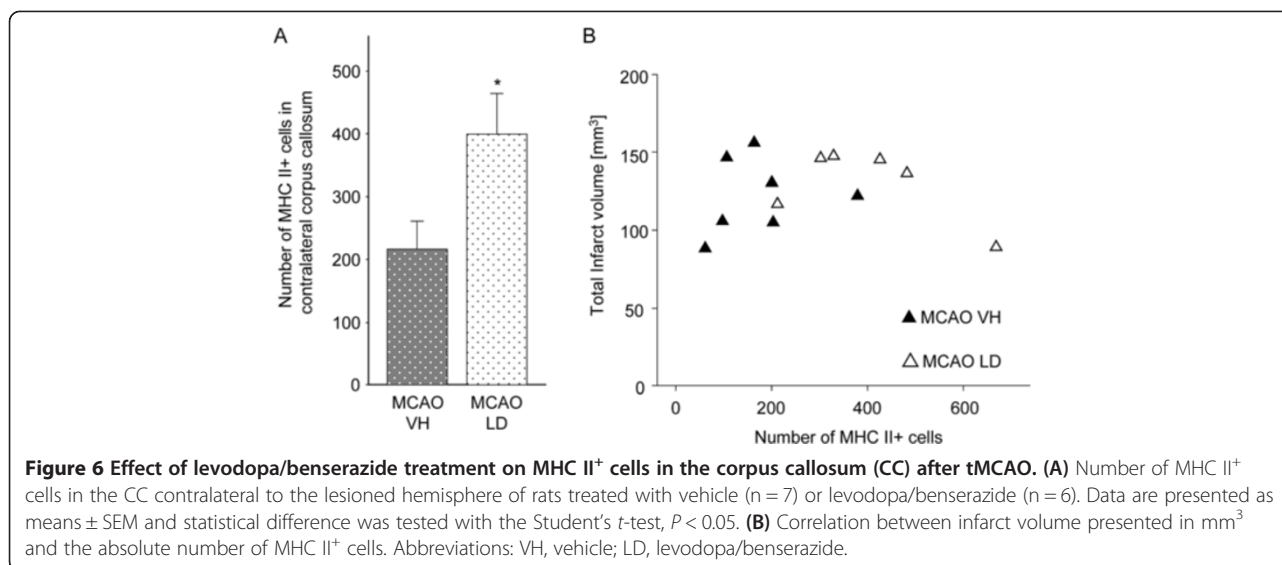 A
Number of MHC II+ cells in
contralateral corpus callosum
500
400
300
200
100
0
*
MCAO
VH
MCAO
LD
B
Total Infarct volume [mm³]
200
150
100
50
0
0
200
400
600
Number of MHC II+ cells
▲ MCAO VH
△ MCAO LD
Figure 6 Effect of levodopa/benserazide treatment on MHC II⁺ cells in the corpus callosum (CC) after tMCAO. (A) Number of MHC II⁺
cells in the CC contralateral to the lesioned hemisphere of rats treated with vehicle (n = 7) or levodopa/benserazide (n = 6). Data are presented as
means ± SEM and statistical difference was tested with the Student's t-test, P < 0.05. (B) Correlation between infarct volume presented in mm³
and the absolute number of MHC II⁺ cells. Abbreviations: VH, vehicle; LD, levodopa/benserazide.